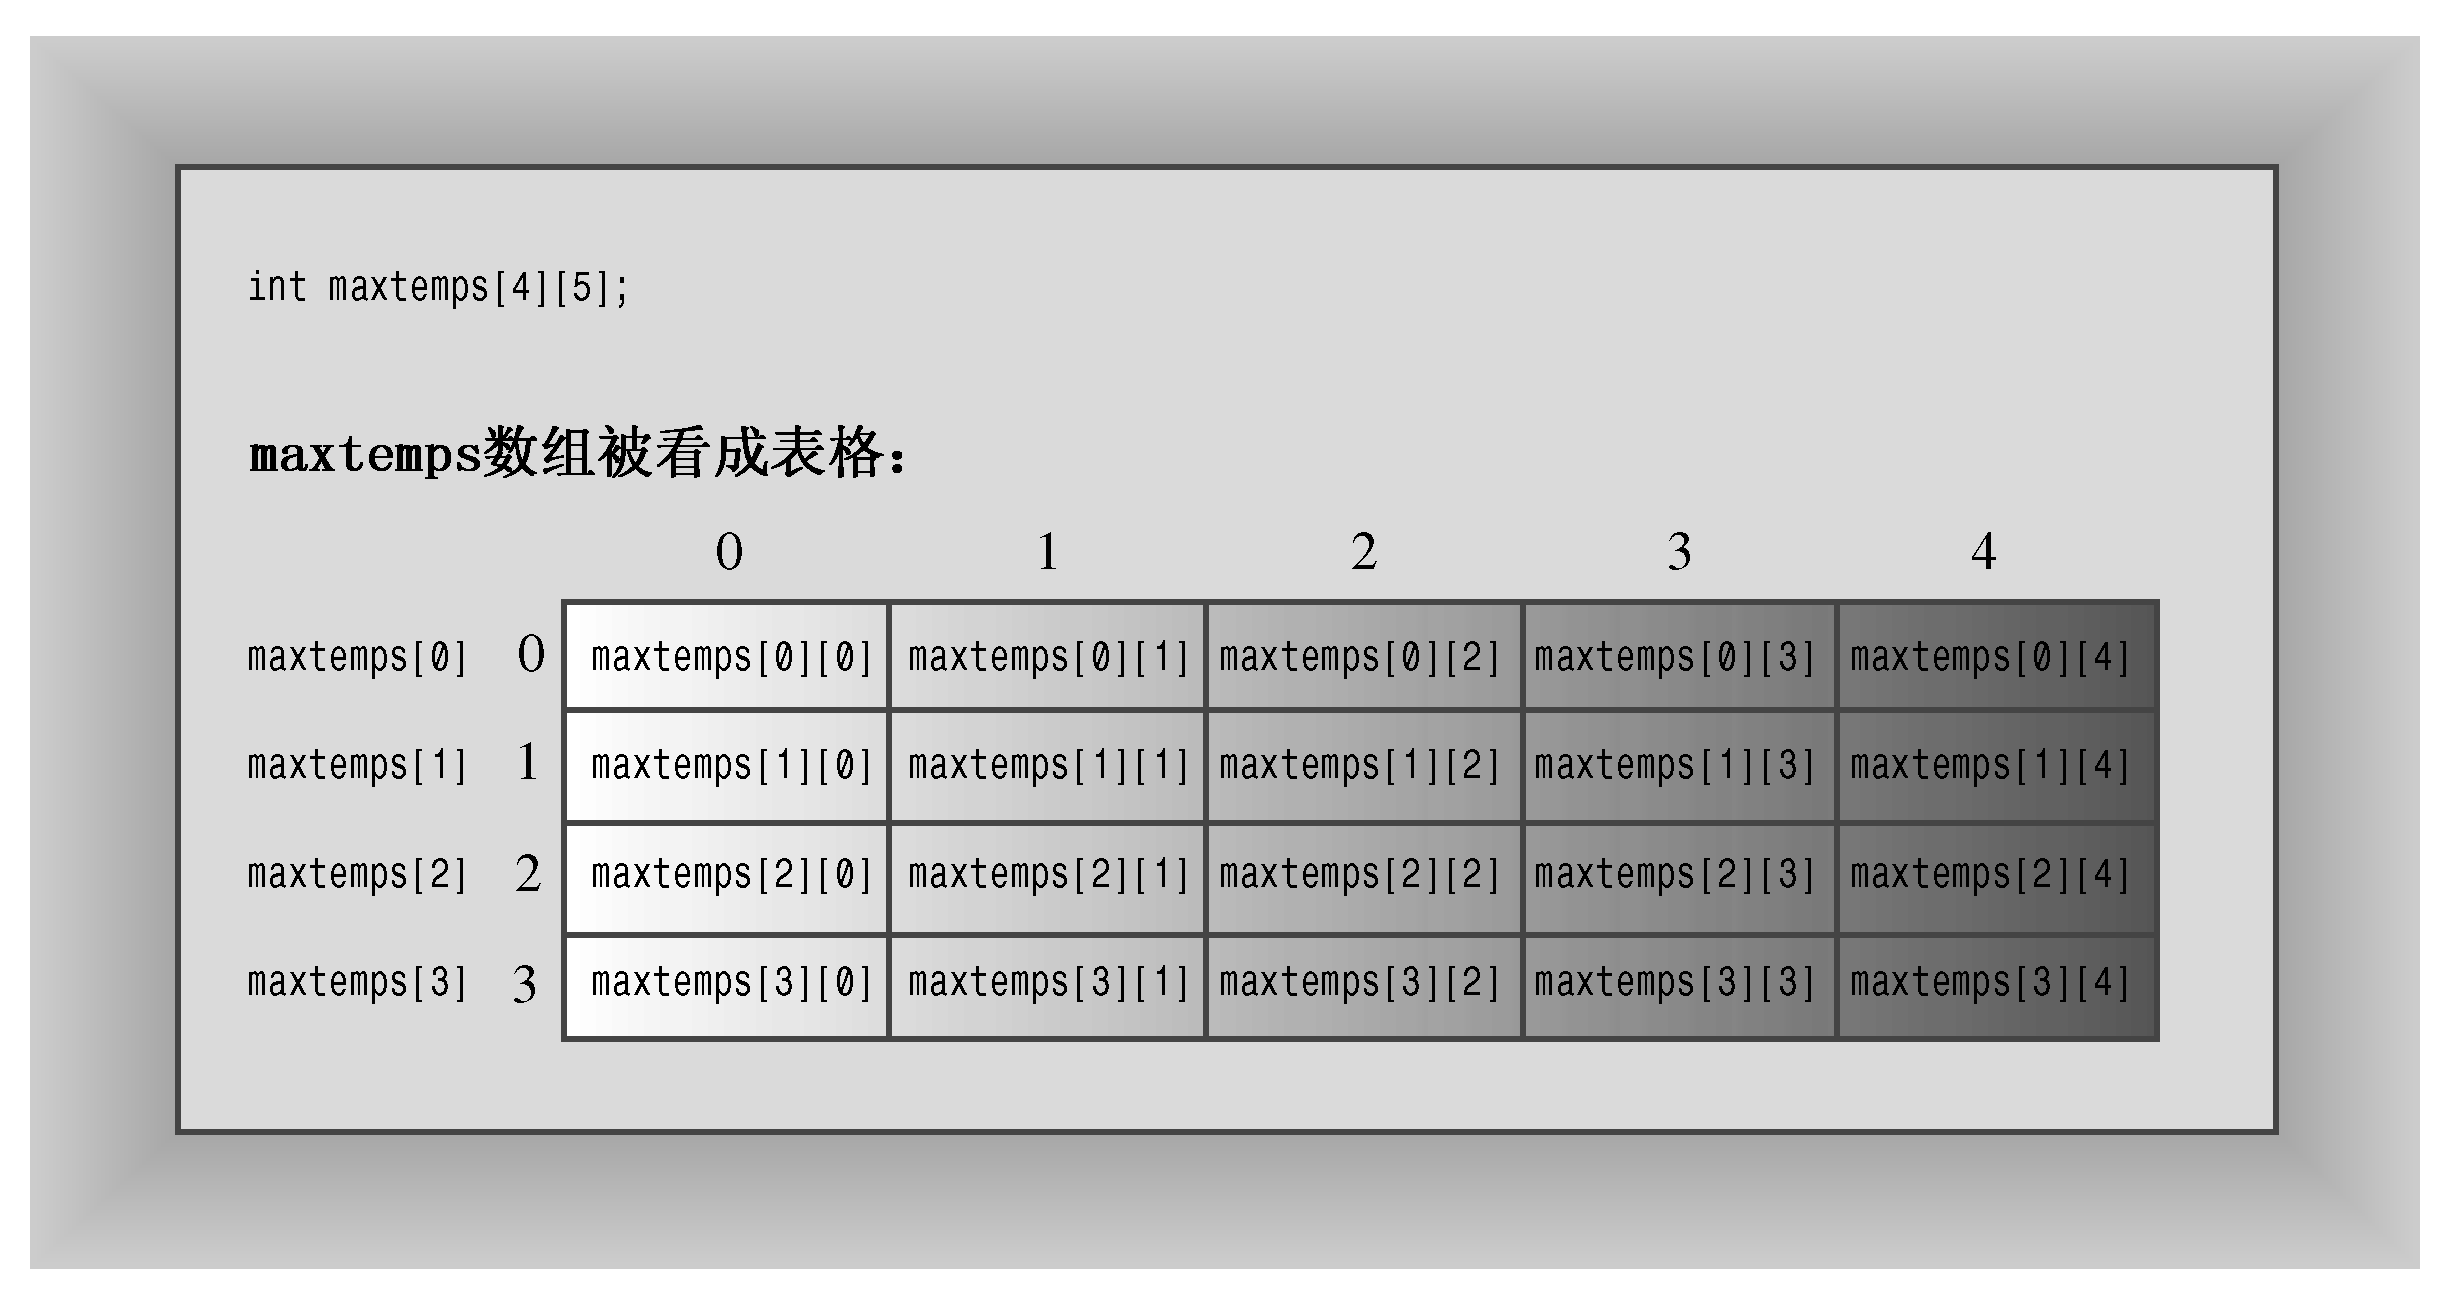 int maxtemps[4][5];
maxtemps数组被看成表格：
0 1 2 3 4
maxtemps[0] 0 maxtemps[0][0] maxtemps[0][1] maxtemps[0][2] maxtemps[0][3] maxtemps[0][4]
maxtemps[1] 1 maxtemps[1][0] maxtemps[1][1] maxtemps[1][2] maxtemps[1][3] maxtemps[1][4]
maxtemps[2] 2 maxtemps[2][0] maxtemps[2][1] maxtemps[2][2] maxtemps[2][3] maxtemps[2][4]
maxtemps[3] 3 maxtemps[3][0] maxtemps[3][1] maxtemps[3][2] maxtemps[3][3] maxtemps[3][4]